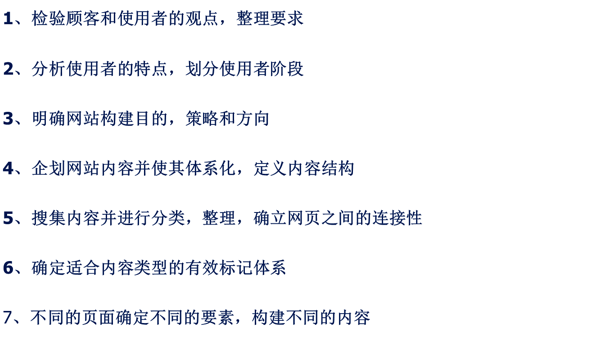 1、检验顾客和使用者的观点，整理要求
2、分析使用者的特点，划分使用者阶段
3、明确网站构建目的，策略和方向
4、企划网站内容并使其体系化，定义内容结构
5、搜集内容并进行分类，整理，确立网页之间的连接性
6、确定适合内容类型的有效标记体系
7、不同的页面确定不同的要素，构建不同的内容